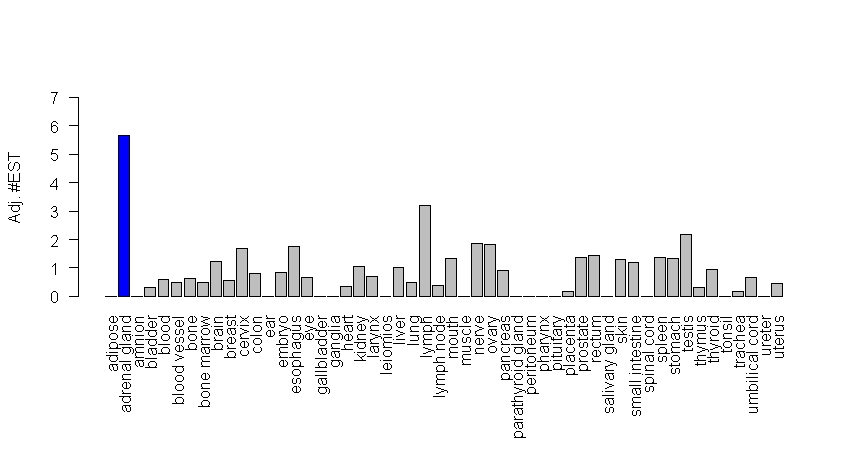 7
6
5
4
3
2
1
0
Adj. #EST
adipose
adrenal gland
amnion
bladder
blood
blood vessel
bone
bone marrow
brain
breast
cervix
colon
ear
embryo
esophagus
eye
gallbladder
ganglia
heart
kidney
larynx
leiomios
liver
lung
lymph
lymph node
mouth
muscle
nerve
ovary
pancreas
parathyroid gland
peritoneum
pharynx
pituitary
placenta
prostate
rectum
salivary gland
skin
small intestine
spinal cord
spleen
stomach
testis
thymus
thyroid
tonsil
trachea
umbilical cord
ureter
uterus